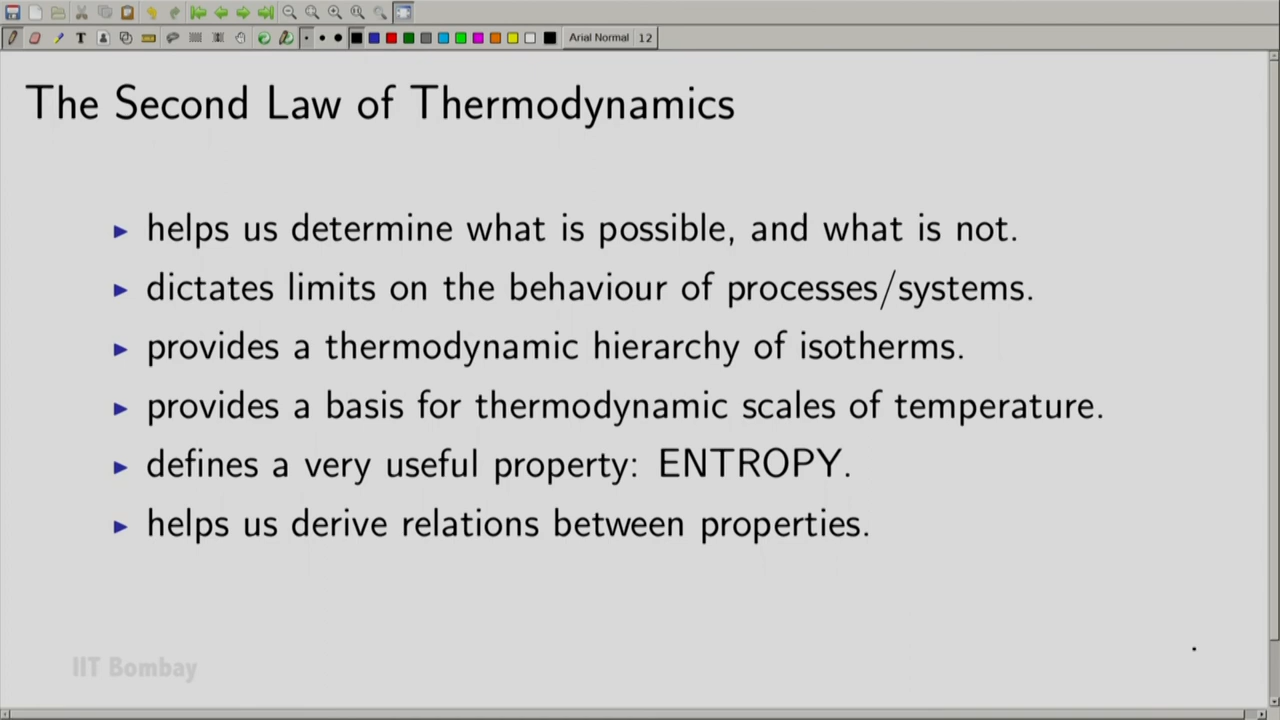 T
Arial Normal 12
The Second Law of Thermodynamics
helps us determine what is possible, and what is not.
dictates limits on the behaviour of processes/systems.
provides a thermodynamic hierarchy of isotherms.
provides a basis for thermodynamic scales of temperature.
defines a very useful property: ENTROPY.
helps us derive relations between properties.
IIT Bombay